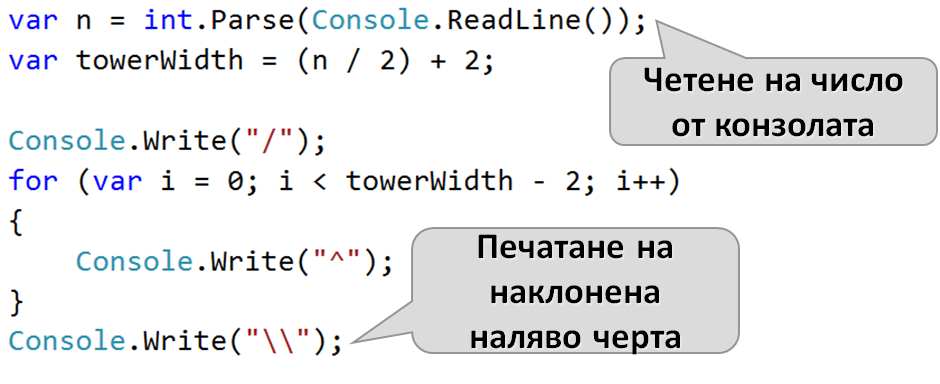 var n = int.Parse(Console.ReadLine());
var towerWidth = (n / 2) + 2;
Четене на число
от конзолата
Console.Write("/");
for (var i = 0; i < towerWidth - 2; i++)
{
    Console.Write("^");
}
Console.Write("\\");
Печатане на
наклонена
наляво черта